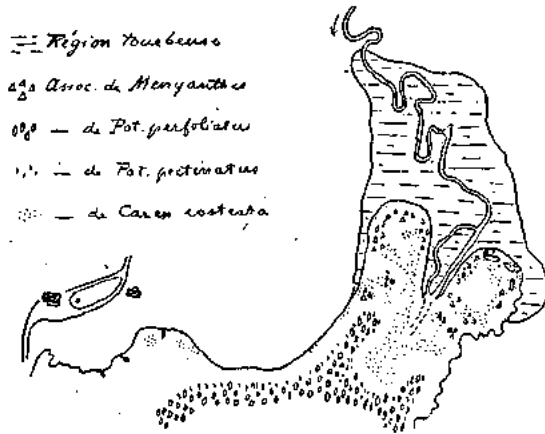 Région tourbeuse
Assoc. de Menyanthes
— de Pot. perfoliatus
— de Pot. pectinatus
— de Carex rostrata